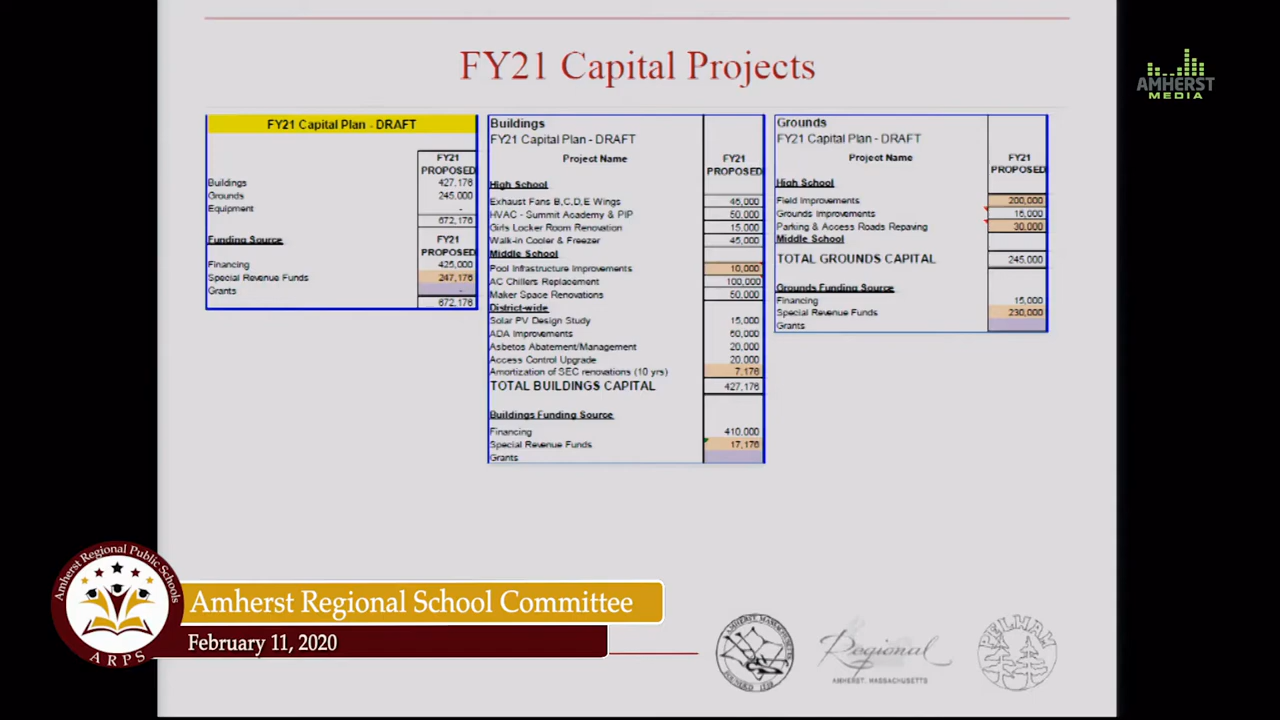 FY21 Capital Projects
AMHERST
MEDIA
FY21 Capital Plan - DRAFT
FY21
PROPOSED
Buildings 427,176
Grounds 245,000
Equipment -
672,176
Funding Source FY21
PROPOSED
Financing 425,000
Special Revenue Funds 247,176
Grants -
672,176
Buildings
FY21 Capital Plan - DRAFT
Project Name FY21
PROPOSED
High School
Exhaust Fans B,C,D,E Wings 45,000
HVAC - Summit Academy & PIP 50,000
Girls Locker Room Renovation 15,000
Walk-in Cooler & Freezer 45,000
Middle School
Pool Infrastructure Improvements 10,000
AC Chillers Replacement 100,000
Maker Space Renovations 50,000
District-wide
Solar PV Design Study 15,000
ADA Improvements
Asbetos Abatement/Management 20,000
Access Control Upgrade 20,000
Amortization of SEC renovations (10 yrs) 7,176
TOTAL BUILDINGS CAPITAL 427,176
Buildings Funding Source
Financing 410,000
Special Revenue Funds 17,176
Grants
Grounds
FY21 Capital Plan - DRAFT
Project Name FY21
PROPOSED
High School
Field Improvements 200,000
Grounds Improvements 15,000
Parking & Access Roads Repaving 30,000
Middle School
TOTAL GROUNDS CAPITAL 245,000
Grounds Funding Source
Financing 15,000
Special Revenue Funds 230,000
Grants
Amherst Regional Public Schools
ARPS
Amherst Regional School Committee
February 11, 2020
Regional
AMHERST, MASSACHUSETTS
PELHAM